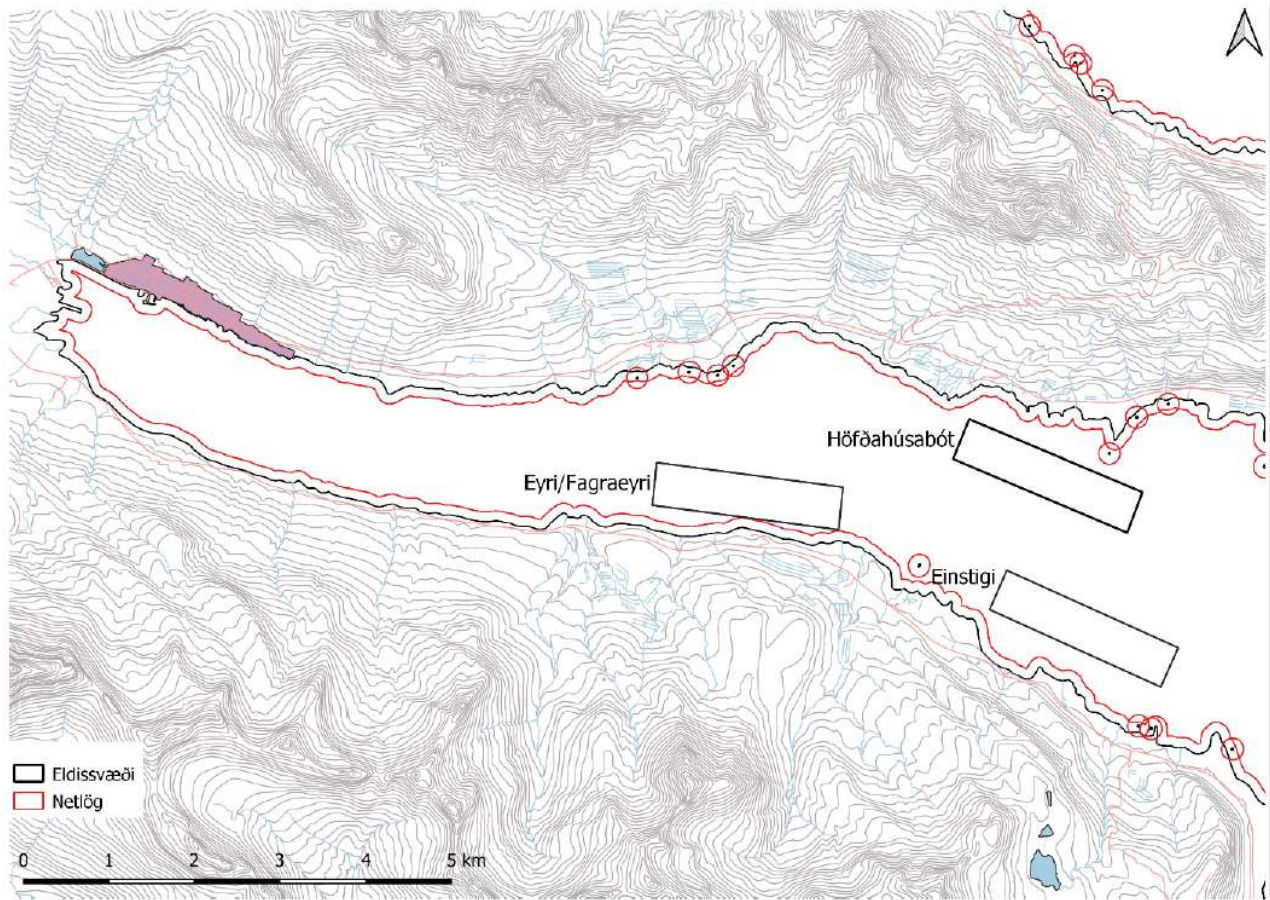 Höfðahúsabót
Eyri/Fagraeyri
Einstigi
Eldissvæði
Netlög
0 1 2 3 4 5 km